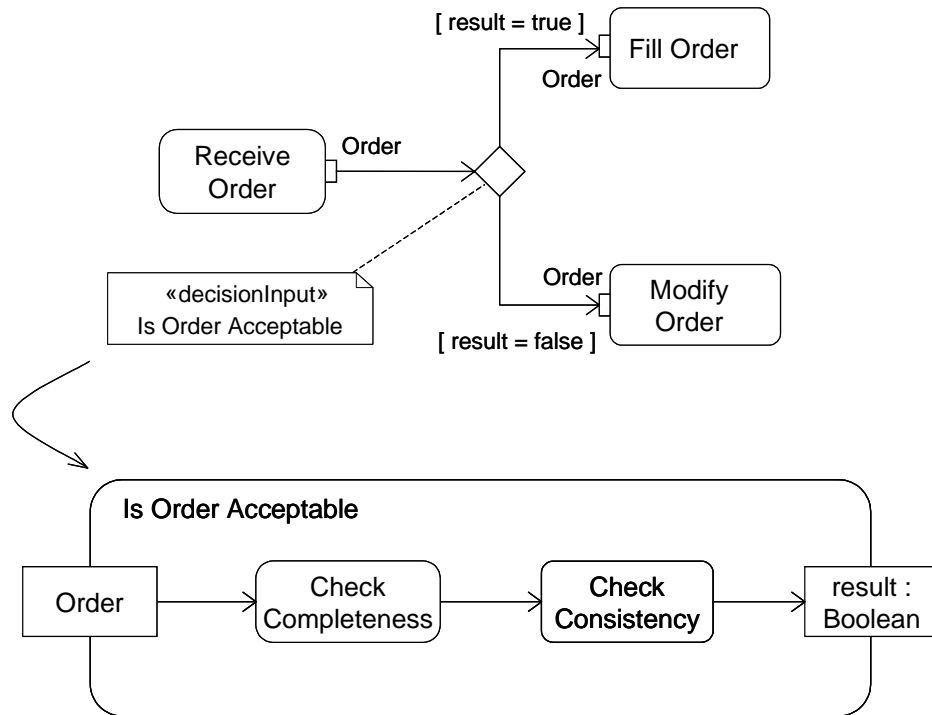 [ result = true ]
Fill Order
Order
Order
Receive
Order
«decisionInput»
Is Order Acceptable
Order
Modify
Order
[ result = false ]
Is Order Acceptable
Order
Check
Completeness
Check
Consistency
result :
Boolean